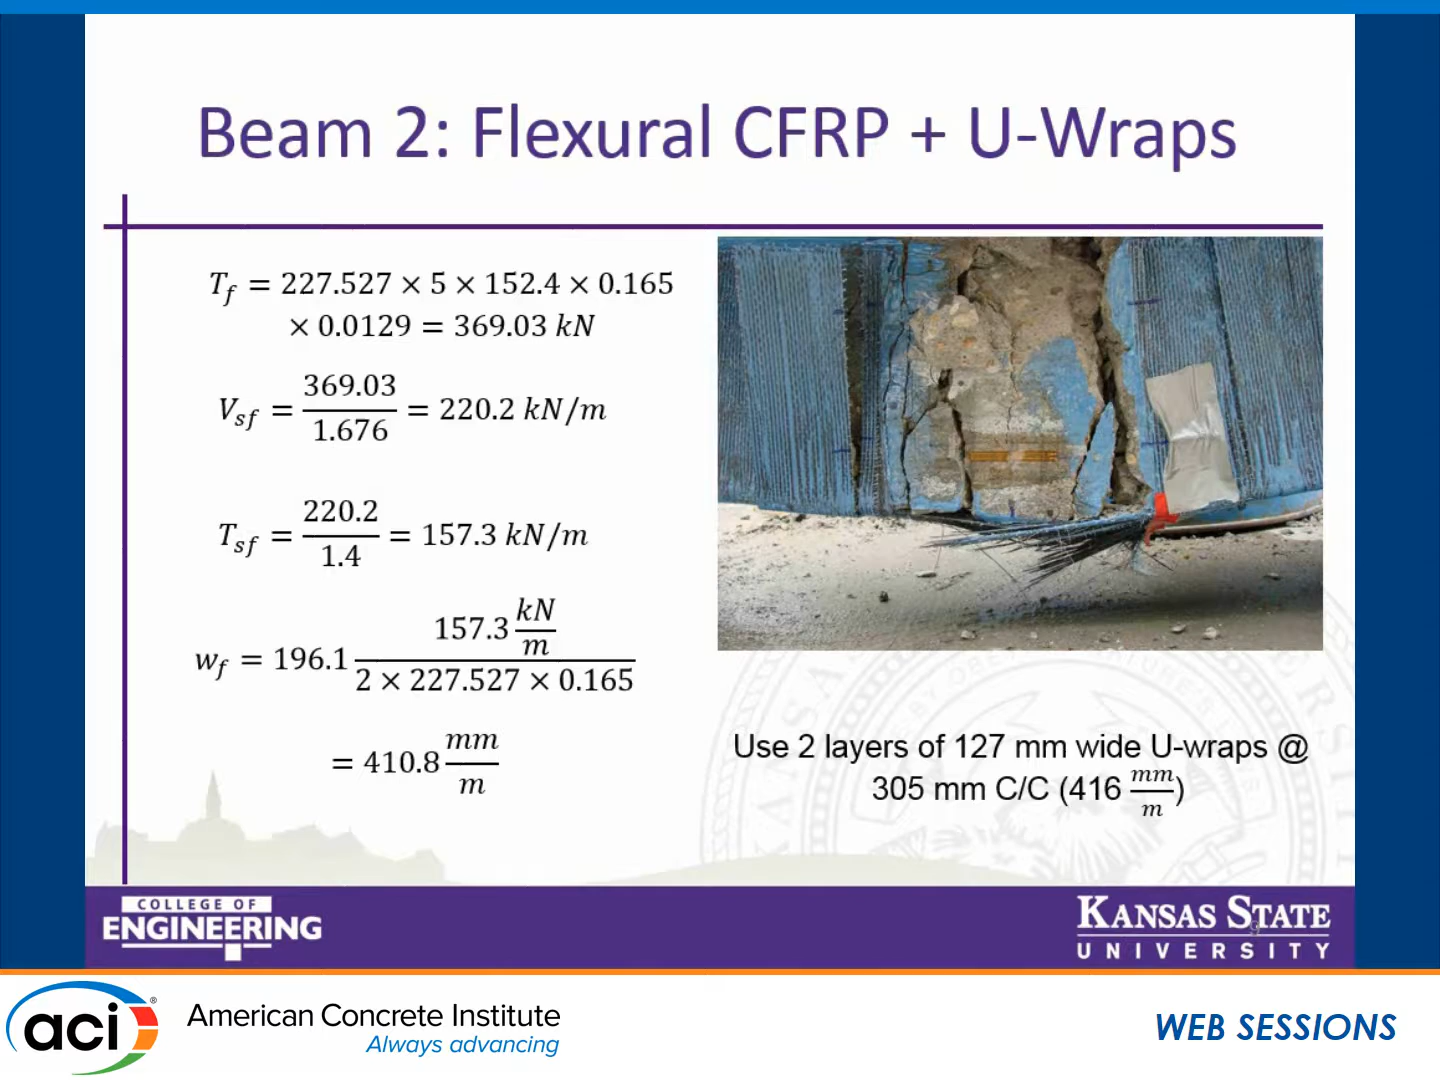 Beam 2: Flexural CFRP + U-Wraps
T_f = 227.527 × 5 × 152.4 × 0.165
× 0.0129 = 369.03 kN
V_sf = 369.03/1.676 = 220.2 kN/m
T_sf = 220.2/1.4 = 157.3 kN/m
w_f = 196.1 (157.3 kN/m)/(2 × 227.527 × 0.165)
= 410.8 mm/m
Use 2 layers of 127 mm wide U-wraps @
305 mm C/C (416 mm/m)
COLLEGE OF
ENGINEERING
KANSAS STATE
UNIVERSITY
9
aci®
American Concrete Institute
Always advancing
WEB SESSIONS